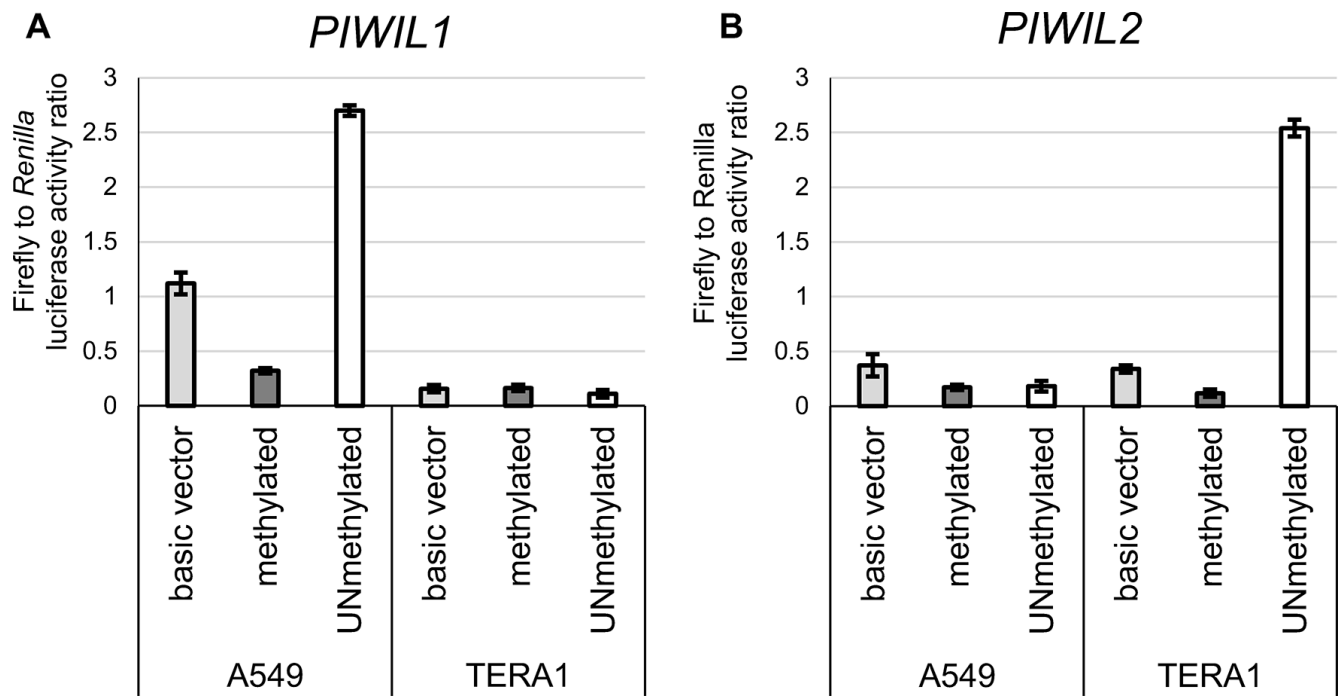 A
PIWIL1
Firefly to Renilla
luciferase activity ratio
3
2.5
2
1.5
1
0.5
0
basic vector
methylated
UNmethylated
basic vector
methylated
UNmethylated
A549
TERA1
B
PIWIL2
Firefly to Renilla
luciferase activity ratio
3
2.5
2
1.5
1
0.5
0
basic vector
methylated
UNmethylated
basic vector
methylated
UNmethylated
A549
TERA1